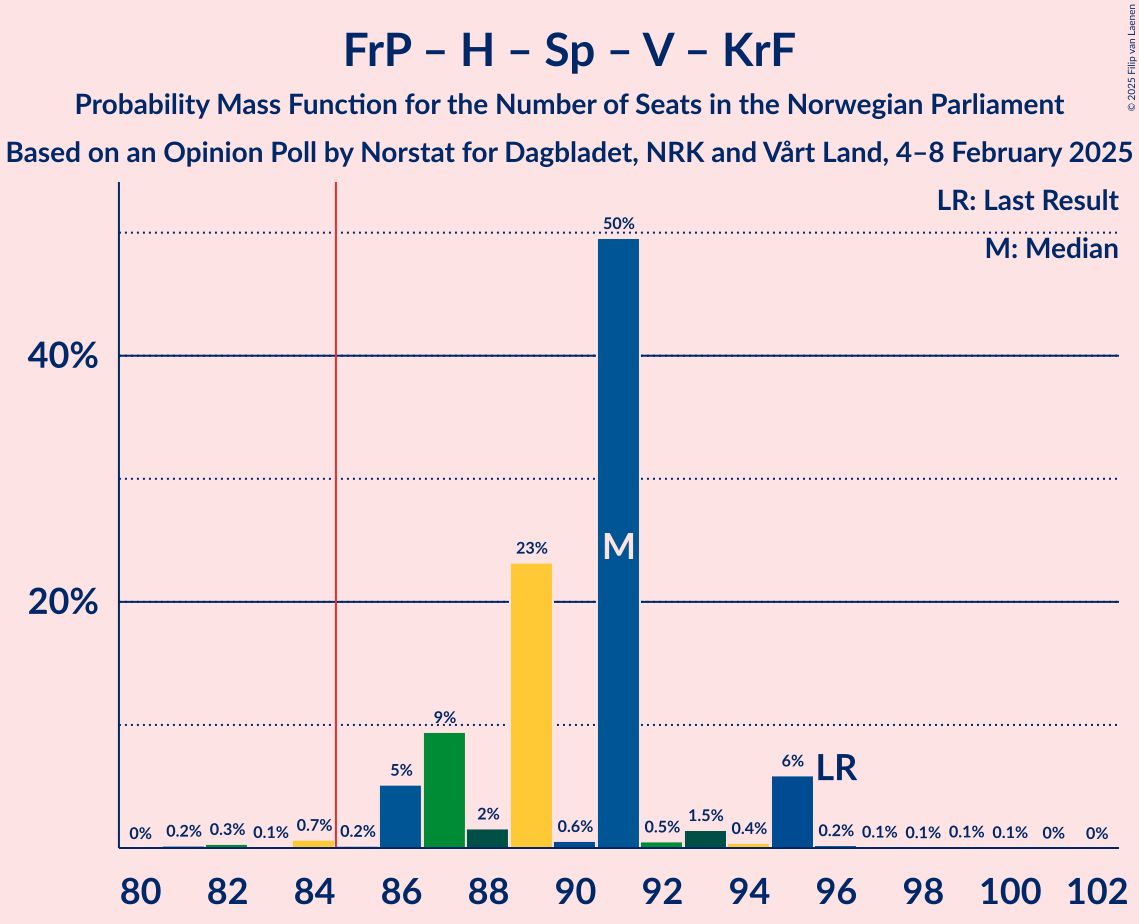 FrP – H – Sp – V – KrF
Probability Mass Function for the Number of Seats in the Norwegian Parliament
Based on an Opinion Poll by Norstat for Dagbladet, NRK and Vårt Land, 4–8 February 2025
© 2025 Filip van Laenen
LR: Last Result
M: Median
40%
20%
0% 0.2% 0.3% 0.1% 0.7% 0.2% 5% 9% 2% 23% 0.6% 50% 0.5% 1.5% 0.4% 6% 0.2% 0.1% 0.1% 0.1% 0.1% 0% 0%
M
LR
80 82 84 86 88 90 92 94 96 98 100 102